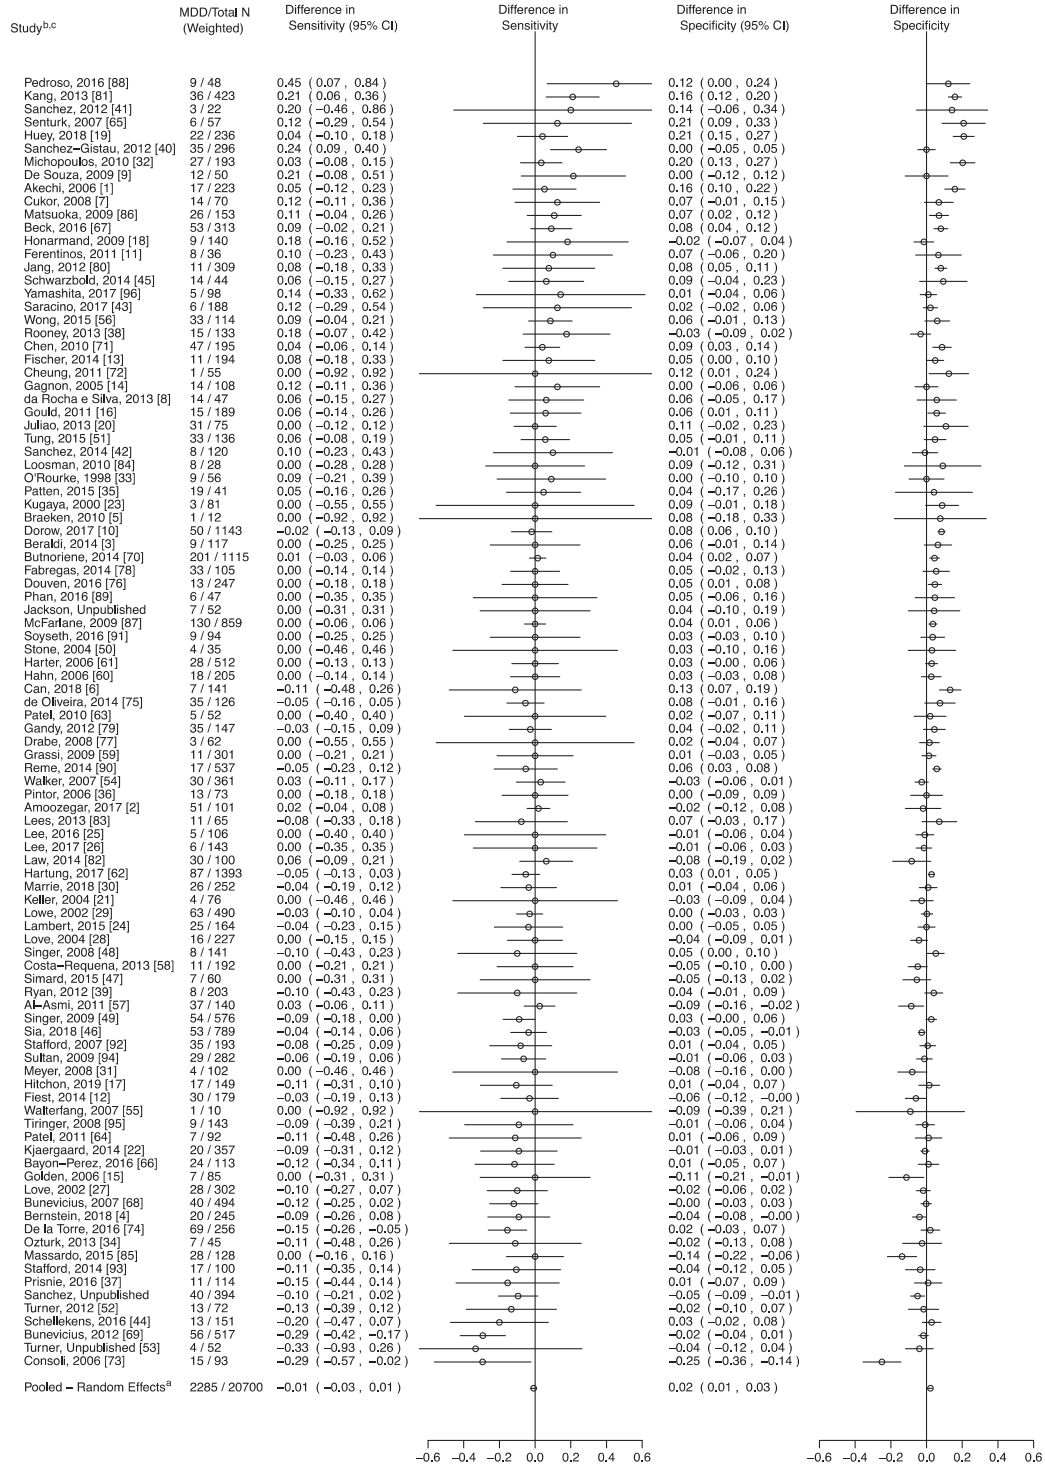 MDD/Total N Difference in Difference in Difference in Difference in
Study^b,c (Weighted) Sensitivity (95% CI) Sensitivity Specificity (95% CI) Specificity
Pedroso, 2016 [88] 9 / 48 0.45 ( 0.07 , 0.84 ) 0.12 ( 0.00 , 0.24 )
Kang, 2013 [81] 36 / 423 0.21 ( 0.06 , 0.36 ) 0.16 ( 0.12 , 0.20 )
Sanchez, 2012 [41] 3 / 22 0.20 ( −0.46 , 0.86 ) 0.14 ( −0.06 , 0.34 )
Senturk, 2007 [65] 6 / 57 0.12 ( −0.29 , 0.54 ) 0.21 ( 0.09 , 0.33 )
Huey, 2018 [19] 22 / 236 0.04 ( −0.10 , 0.18 ) 0.21 ( 0.15 , 0.27 )
Sanchez−Gistau, 2012 [40] 35 / 296 0.24 ( 0.09 , 0.40 ) 0.00 ( −0.05 , 0.05 )
Michopoulos, 2010 [32] 27 / 193 0.03 ( −0.08 , 0.15 ) 0.20 ( 0.13 , 0.27 )
De Souza, 2009 [9] 12 / 50 0.21 ( −0.08 , 0.51 ) 0.00 ( −0.12 , 0.12 )
Akechi, 2006 [1] 17 / 223 0.05 ( −0.12 , 0.23 ) 0.16 ( 0.10 , 0.22 )
Cukor, 2008 [7] 14 / 70 0.12 ( −0.11 , 0.36 ) 0.07 ( −0.01 , 0.15 )
Matsuoka, 2009 [86] 26 / 153 0.11 ( −0.04 , 0.26 ) 0.07 ( 0.02 , 0.12 )
Beck, 2016 [67] 53 / 313 0.09 ( −0.02 , 0.21 ) 0.08 ( 0.04 , 0.12 )
Honarmand, 2009 [18] 9 / 140 0.18 ( −0.16 , 0.52 ) −0.02 ( −0.07 , 0.04 )
Ferentinos, 2011 [11] 8 / 36 0.10 ( −0.23 , 0.43 ) 0.07 ( −0.06 , 0.20 )
Jang, 2012 [80] 11 / 309 0.08 ( −0.18 , 0.33 ) 0.08 ( 0.05 , 0.11 )
Schwarzbold, 2014 [45] 14 / 44 0.06 ( −0.15 , 0.27 ) 0.09 ( −0.04 , 0.23 )
Yamashita, 2017 [96] 5 / 98 0.14 ( −0.33 , 0.62 ) 0.01 ( −0.04 , 0.06 )
Saracino, 2017 [43] 6 / 188 0.12 ( −0.29 , 0.54 ) 0.02 ( −0.02 , 0.06 )
Wong, 2015 [56] 33 / 114 0.09 ( −0.04 , 0.21 ) 0.06 ( −0.01 , 0.13 )
Rooney, 2013 [38] 15 / 133 0.18 ( −0.07 , 0.42 ) −0.03 ( −0.09 , 0.02 )
Chen, 2010 [71] 47 / 195 0.04 ( −0.06 , 0.14 ) 0.09 ( 0.03 , 0.14 )
Fischer, 2014 [13] 11 / 194 0.08 ( −0.18 , 0.33 ) 0.05 ( 0.00 , 0.10 )
Cheung, 2011 [72] 1 / 55 0.00 ( −0.92 , 0.92 ) 0.12 ( 0.01 , 0.24 )
Gagnon, 2005 [14] 14 / 108 0.12 ( −0.11 , 0.36 ) 0.00 ( −0.06 , 0.06 )
da Rocha e Silva, 2013 [8] 14 / 47 0.06 ( −0.15 , 0.27 ) 0.06 ( −0.05 , 0.17 )
Gould, 2011 [16] 15 / 189 0.06 ( −0.14 , 0.26 ) 0.06 ( 0.01 , 0.11 )
Juliao, 2013 [20] 31 / 75 0.00 ( −0.12 , 0.12 ) 0.11 ( −0.02 , 0.23 )
Tung, 2015 [51] 33 / 136 0.06 ( −0.08 , 0.19 ) 0.05 ( −0.01 , 0.11 )
Sanchez, 2014 [42] 8 / 120 0.10 ( −0.23 , 0.43 ) −0.01 ( −0.08 , 0.06 )
Loosman, 2010 [84] 8 / 28 0.00 ( −0.28 , 0.28 ) 0.09 ( −0.12 , 0.31 )
O'Rourke, 1998 [33] 9 / 56 0.09 ( −0.21 , 0.39 ) 0.00 ( −0.10 , 0.10 )
Patten, 2015 [35] 19 / 41 0.05 ( −0.16 , 0.26 ) 0.04 ( −0.17 , 0.26 )
Kugaya, 2000 [23] 3 / 81 0.00 ( −0.55 , 0.55 ) 0.09 ( −0.01 , 0.18 )
Braeken, 2010 [5] 1 / 12 0.00 ( −0.92 , 0.92 ) 0.08 ( −0.18 , 0.33 )
Dorow, 2017 [10] 50 / 1143 −0.02 ( −0.13 , 0.09 ) 0.08 ( 0.06 , 0.10 )
Beraldi, 2014 [3] 9 / 117 0.00 ( −0.25 , 0.25 ) 0.06 ( −0.01 , 0.14 )
Butnoriene, 2014 [70] 201 / 1115 0.01 ( −0.03 , 0.06 ) 0.04 ( 0.02 , 0.07 )
Fabregas, 2014 [78] 33 / 105 0.00 ( −0.14 , 0.14 ) 0.05 ( −0.02 , 0.13 )
Douven, 2016 [76] 13 / 247 0.00 ( −0.18 , 0.18 ) 0.05 ( 0.01 , 0.08 )
Phan, 2016 [89] 6 / 47 0.00 ( −0.35 , 0.35 ) 0.05 ( −0.06 , 0.16 )
Jackson, Unpublished 7 / 52 0.00 ( −0.31 , 0.31 ) 0.04 ( −0.10 , 0.19 )
McFarlane, 2009 [87] 130 / 859 0.00 ( −0.06 , 0.06 ) 0.04 ( 0.01 , 0.06 )
Soyseth, 2016 [91] 9 / 94 0.00 ( −0.25 , 0.25 ) 0.03 ( −0.03 , 0.10 )
Stone, 2004 [50] 4 / 35 0.00 ( −0.46 , 0.46 ) 0.03 ( −0.10 , 0.16 )
Harter, 2006 [61] 28 / 512 0.00 ( −0.13 , 0.13 ) 0.03 ( −0.00 , 0.06 )
Hahn, 2006 [60] 18 / 205 0.00 ( −0.14 , 0.14 ) 0.03 ( −0.03 , 0.08 )
Can, 2018 [6] 7 / 141 −0.11 ( −0.48 , 0.26 ) 0.13 ( 0.07 , 0.19 )
de Oliveira, 2014 [75] 35 / 126 −0.05 ( −0.16 , 0.05 ) 0.08 ( −0.01 , 0.16 )
Patel, 2010 [63] 5 / 52 0.00 ( −0.40 , 0.40 ) 0.02 ( −0.07 , 0.11 )
Gandy, 2012 [79] 35 / 147 −0.03 ( −0.15 , 0.09 ) 0.04 ( −0.02 , 0.11 )
Drabe, 2008 [77] 3 / 62 0.00 ( −0.55 , 0.55 ) 0.02 ( −0.04 , 0.07 )
Grassi, 2009 [59] 11 / 301 0.00 ( −0.21 , 0.21 ) 0.01 ( −0.03 , 0.05 )
Reme, 2014 [90] 17 / 537 −0.05 ( −0.23 , 0.12 ) 0.06 ( 0.03 , 0.08 )
Walker, 2007 [54] 30 / 361 0.03 ( −0.11 , 0.17 ) −0.03 ( −0.06 , 0.01 )
Pintor, 2006 [36] 13 / 73 0.00 ( −0.18 , 0.18 ) 0.00 ( −0.09 , 0.09 )
Amoozegar, 2017 [2] 51 / 101 0.02 ( −0.04 , 0.08 ) −0.02 ( −0.12 , 0.08 )
Lees, 2013 [83] 11 / 65 −0.08 ( −0.33 , 0.18 ) 0.07 ( −0.03 , 0.17 )
Lee, 2016 [25] 5 / 106 0.00 ( −0.40 , 0.40 ) −0.01 ( −0.06 , 0.04 )
Lee, 2017 [26] 6 / 143 0.00 ( −0.35 , 0.35 ) −0.01 ( −0.06 , 0.03 )
Law, 2014 [82] 30 / 100 0.06 ( −0.09 , 0.21 ) −0.08 ( −0.19 , 0.02 )
Hartung, 2017 [62] 87 / 1393 −0.05 ( −0.13 , 0.03 ) 0.03 ( 0.01 , 0.05 )
Marrie, 2018 [30] 26 / 252 −0.04 ( −0.19 , 0.12 ) 0.01 ( −0.04 , 0.06 )
Keller, 2004 [21] 4 / 76 0.00 ( −0.46 , 0.46 ) −0.03 ( −0.09 , 0.04 )
Lowe, 2002 [29] 63 / 490 −0.03 ( −0.10 , 0.04 ) 0.00 ( −0.03 , 0.03 )
Lambert, 2015 [24] 25 / 164 −0.04 ( −0.23 , 0.15 ) 0.00 ( −0.05 , 0.05 )
Love, 2004 [28] 16 / 227 0.00 ( −0.15 , 0.15 ) −0.04 ( −0.09 , 0.01 )
Singer, 2008 [48] 8 / 141 −0.10 ( −0.43 , 0.23 ) 0.05 ( 0.00 , 0.10 )
Costa−Requena, 2013 [58] 11 / 192 0.00 ( −0.21 , 0.21 ) −0.05 ( −0.10 , 0.00 )
Simard, 2015 [47] 7 / 60 0.00 ( −0.31 , 0.31 ) −0.05 ( −0.13 , 0.02 )
Ryan, 2012 [39] 8 / 203 −0.10 ( −0.43 , 0.23 ) 0.04 ( −0.01 , 0.09 )
Al−Asmi, 2011 [57] 37 / 140 0.03 ( −0.06 , 0.11 ) −0.09 ( −0.16 , −0.02 )
Singer, 2009 [49] 54 / 576 −0.09 ( −0.18 , 0.00 ) 0.03 ( −0.00 , 0.06 )
Sia, 2018 [46] 53 / 789 −0.04 ( −0.14 , 0.06 ) −0.03 ( −0.05 , −0.01 )
Stafford, 2007 [92] 35 / 193 −0.08 ( −0.25 , 0.09 ) 0.01 ( −0.04 , 0.05 )
Sultan, 2009 [94] 29 / 282 −0.06 ( −0.19 , 0.06 ) −0.01 ( −0.06 , 0.03 )
Meyer, 2008 [31] 4 / 102 0.00 ( −0.46 , 0.46 ) −0.08 ( −0.16 , 0.00 )
Hitchon, 2019 [17] 17 / 149 −0.11 ( −0.31 , 0.10 ) 0.01 ( −0.04 , 0.07 )
Fiest, 2014 [12] 30 / 179 −0.03 ( −0.19 , 0.13 ) −0.06 ( −0.12 , −0.00 )
Walterfang, 2007 [55] 1 / 10 0.00 ( −0.92 , 0.92 ) −0.09 ( −0.39 , 0.21 )
Tiringer, 2008 [95] 9 / 143 −0.09 ( −0.39 , 0.21 ) −0.01 ( −0.06 , 0.04 )
Patel, 2011 [64] 7 / 92 −0.11 ( −0.48 , 0.26 ) 0.01 ( −0.06 , 0.09 )
Kjaergaard, 2014 [22] 20 / 357 −0.09 ( −0.31 , 0.12 ) −0.01 ( −0.03 , 0.01 )
Bayon−Perez, 2016 [66] 24 / 113 −0.12 ( −0.34 , 0.11 ) 0.01 ( −0.05 , 0.07 )
Golden, 2006 [15] 7 / 85 0.00 ( −0.31 , 0.31 ) −0.11 ( −0.21 , −0.01 )
Love, 2002 [27] 28 / 302 −0.10 ( −0.27 , 0.07 ) −0.02 ( −0.06 , 0.02 )
Bunevicius, 2007 [68] 40 / 494 −0.12 ( −0.25 , 0.02 ) −0.00 ( −0.03 , 0.03 )
Bernstein, 2018 [4] 20 / 245 −0.09 ( −0.26 , 0.08 ) −0.04 ( −0.08 , −0.00 )
De la Torre, 2016 [74] 69 / 256 −0.15 ( −0.26 , −0.05 ) 0.02 ( −0.03 , 0.07 )
Ozturk, 2013 [34] 7 / 45 −0.11 ( −0.48 , 0.26 ) −0.02 ( −0.13 , 0.08 )
Massardo, 2015 [85] 28 / 128 0.00 ( −0.16 , 0.16 ) −0.14 ( −0.22 , −0.06 )
Stafford, 2014 [93] 17 / 100 −0.11 ( −0.35 , 0.14 ) −0.04 ( −0.12 , 0.05 )
Prisnie, 2016 [37] 11 / 114 −0.15 ( −0.44 , 0.14 ) 0.01 ( −0.07 , 0.09 )
Sanchez, Unpublished 40 / 394 −0.10 ( −0.21 , 0.02 ) −0.05 ( −0.09 , −0.01 )
Turner, 2012 [52] 13 / 72 −0.13 ( −0.39 , 0.12 ) −0.02 ( −0.10 , 0.07 )
Schellekens, 2016 [44] 13 / 151 −0.20 ( −0.47 , 0.07 ) 0.03 ( −0.02 , 0.08 )
Bunevicius, 2012 [69] 56 / 517 −0.29 ( −0.42 , −0.17 ) −0.02 ( −0.04 , 0.01 )
Turner, Unpublished [53] 4 / 52 −0.33 ( −0.93 , 0.26 ) −0.04 ( −0.12 , 0.04 )
Consoli, 2006 [73] 15 / 93 −0.29 ( −0.57 , −0.02 ) −0.25 ( −0.36 , −0.14 )
Pooled − Random Effects^a 2285 / 20700 −0.01 ( −0.03 , 0.01 ) 0.02 ( 0.01 , 0.03 )
−0.6 −0.4 −0.2 0.0 0.2 0.4 0.6 −0.6 −0.4 −0.2 0.0 0.2 0.4 0.6